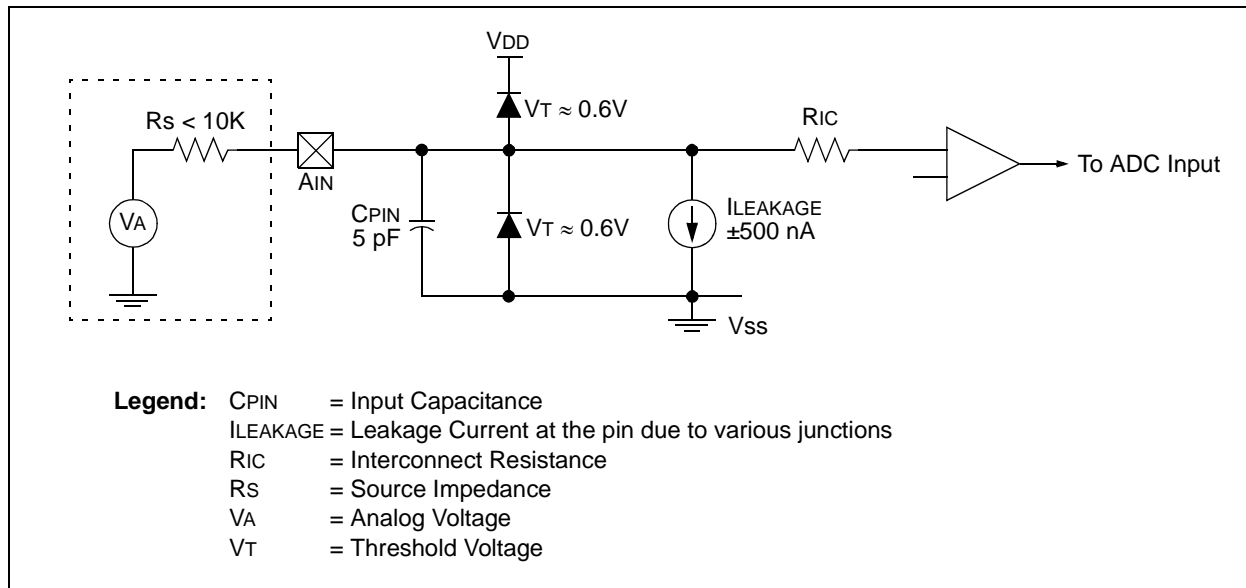 VDD
VT ≈ 0.6V
Rs < 10K
RIC
AIN
To ADC Input
CPIN
5 pF
VA
VT ≈ 0.6V
ILEAKAGE
±500 nA
Vss
Legend: CPIN = Input Capacitance
ILEAKAGE = Leakage Current at the pin due to various junctions
RIC = Interconnect Resistance
RS = Source Impedance
VA = Analog Voltage
VT = Threshold Voltage